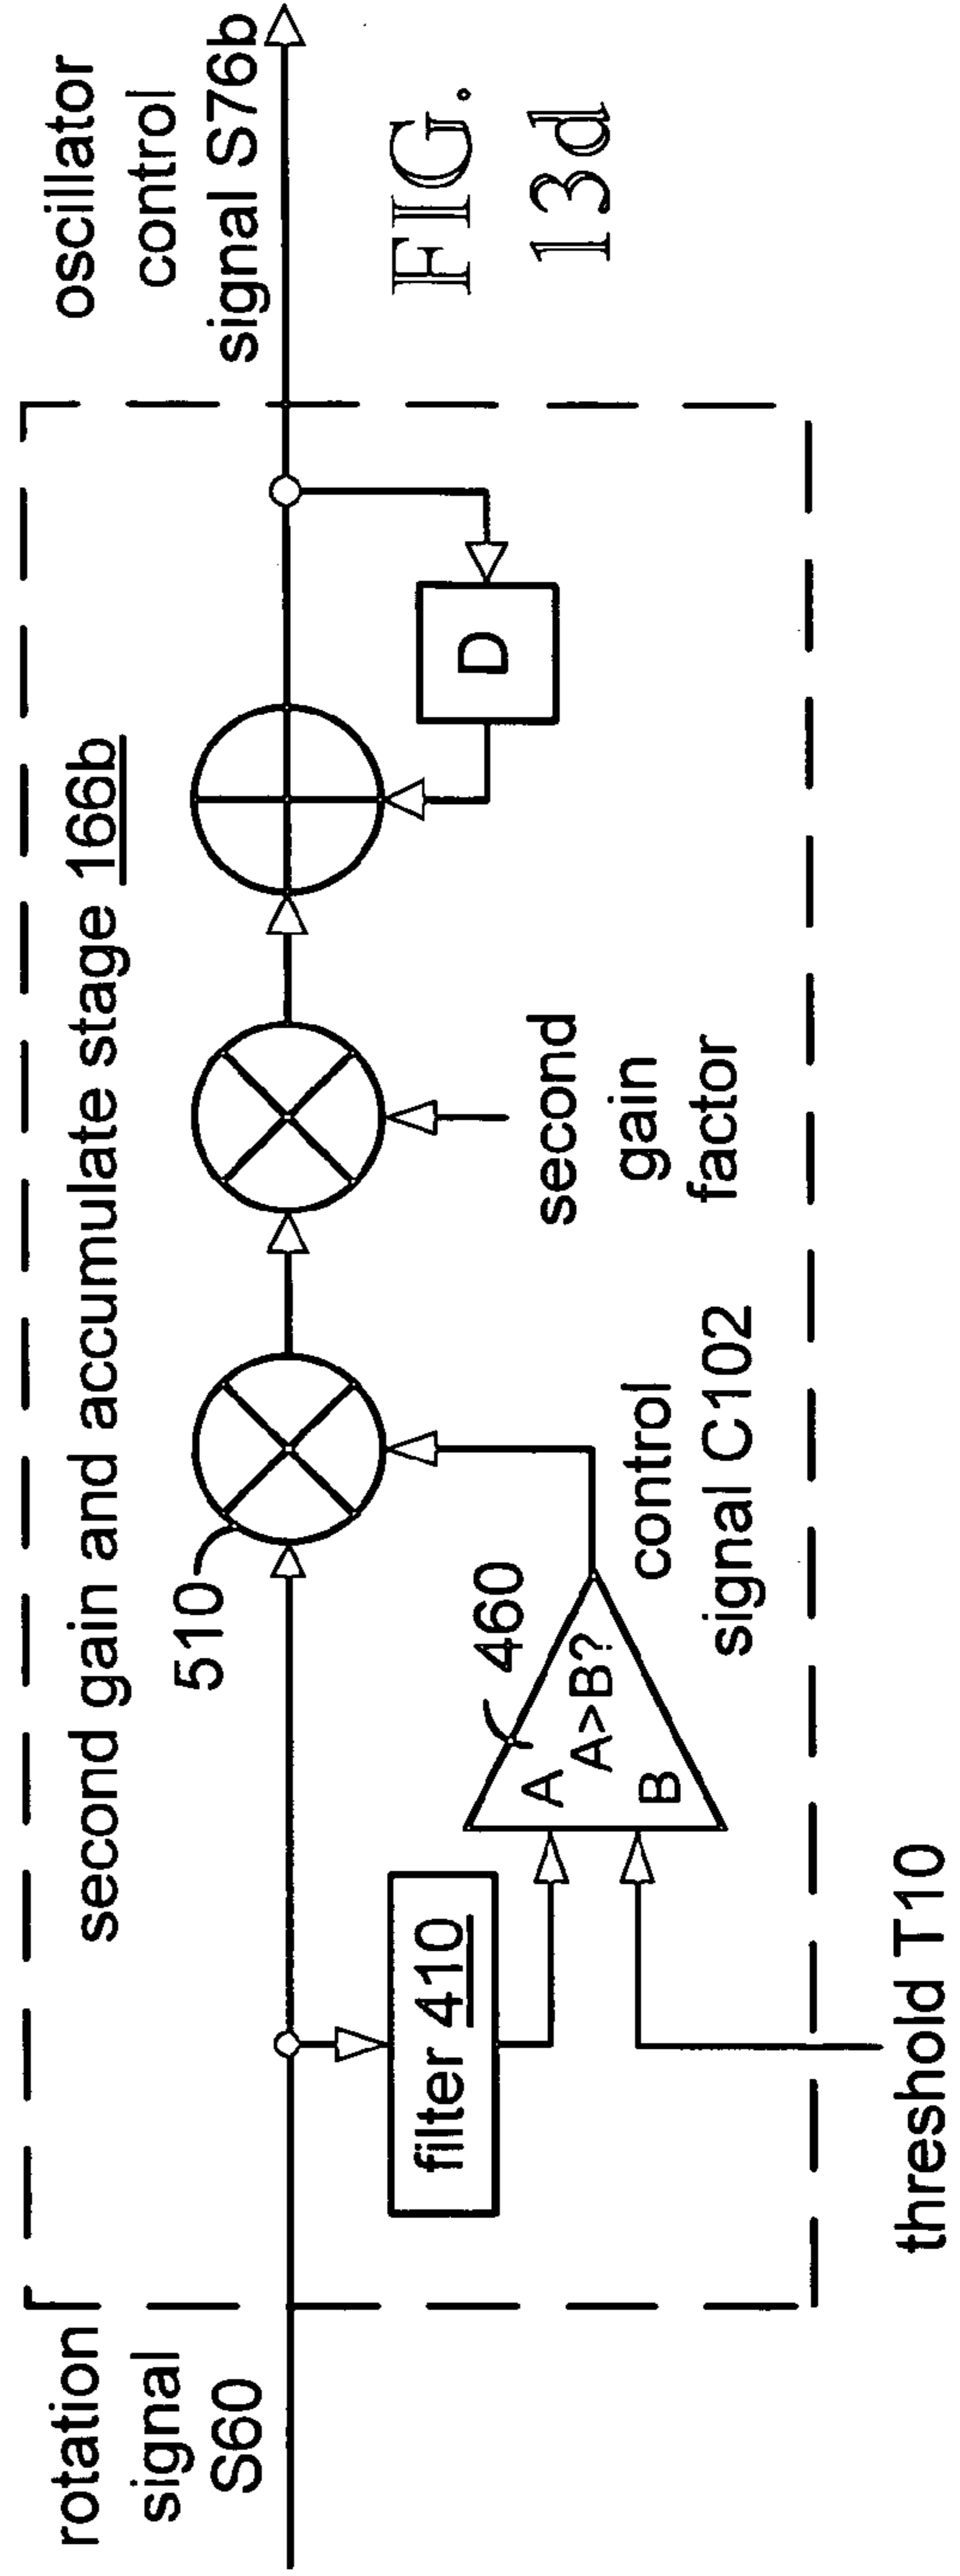 rotation
signal
S60
second gain and accumulate stage 166b
510
filter 410
A
A>B?
B
460
threshold T10
control
signal C102
second
gain
factor
D
oscillator
control
signal S76b
FIG.
13d